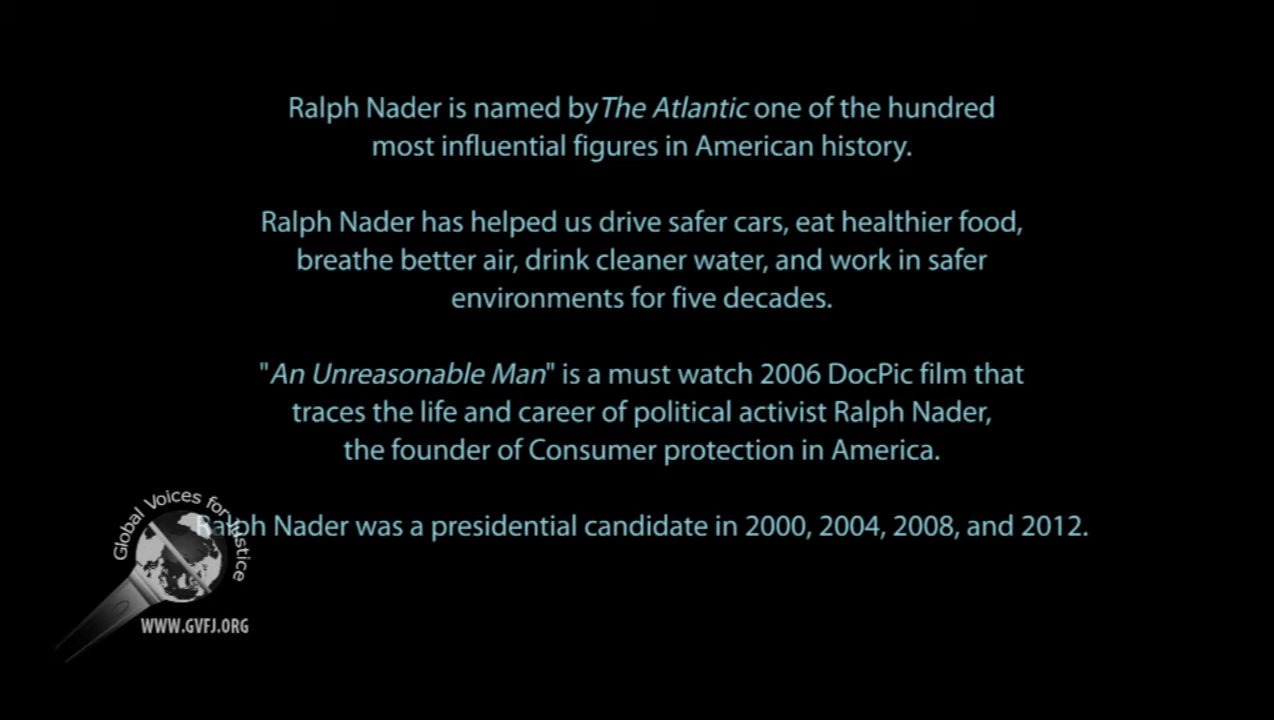 Ralph Nader is named by The Atlantic one of the hundred
most influential figures in American history.
Ralph Nader has helped us drive safer cars, eat healthier food,
breathe better air, drink cleaner water, and work in safer
environments for five decades.
"An Unreasonable Man" is a must watch 2006 DocPic film that
traces the life and career of political activist Ralph Nader,
the founder of Consumer protection in America.
Ralph Nader was a presidential candidate in 2000, 2004, 2008, and 2012.
Global Voices for Justice
WWW.GVFJ.ORG